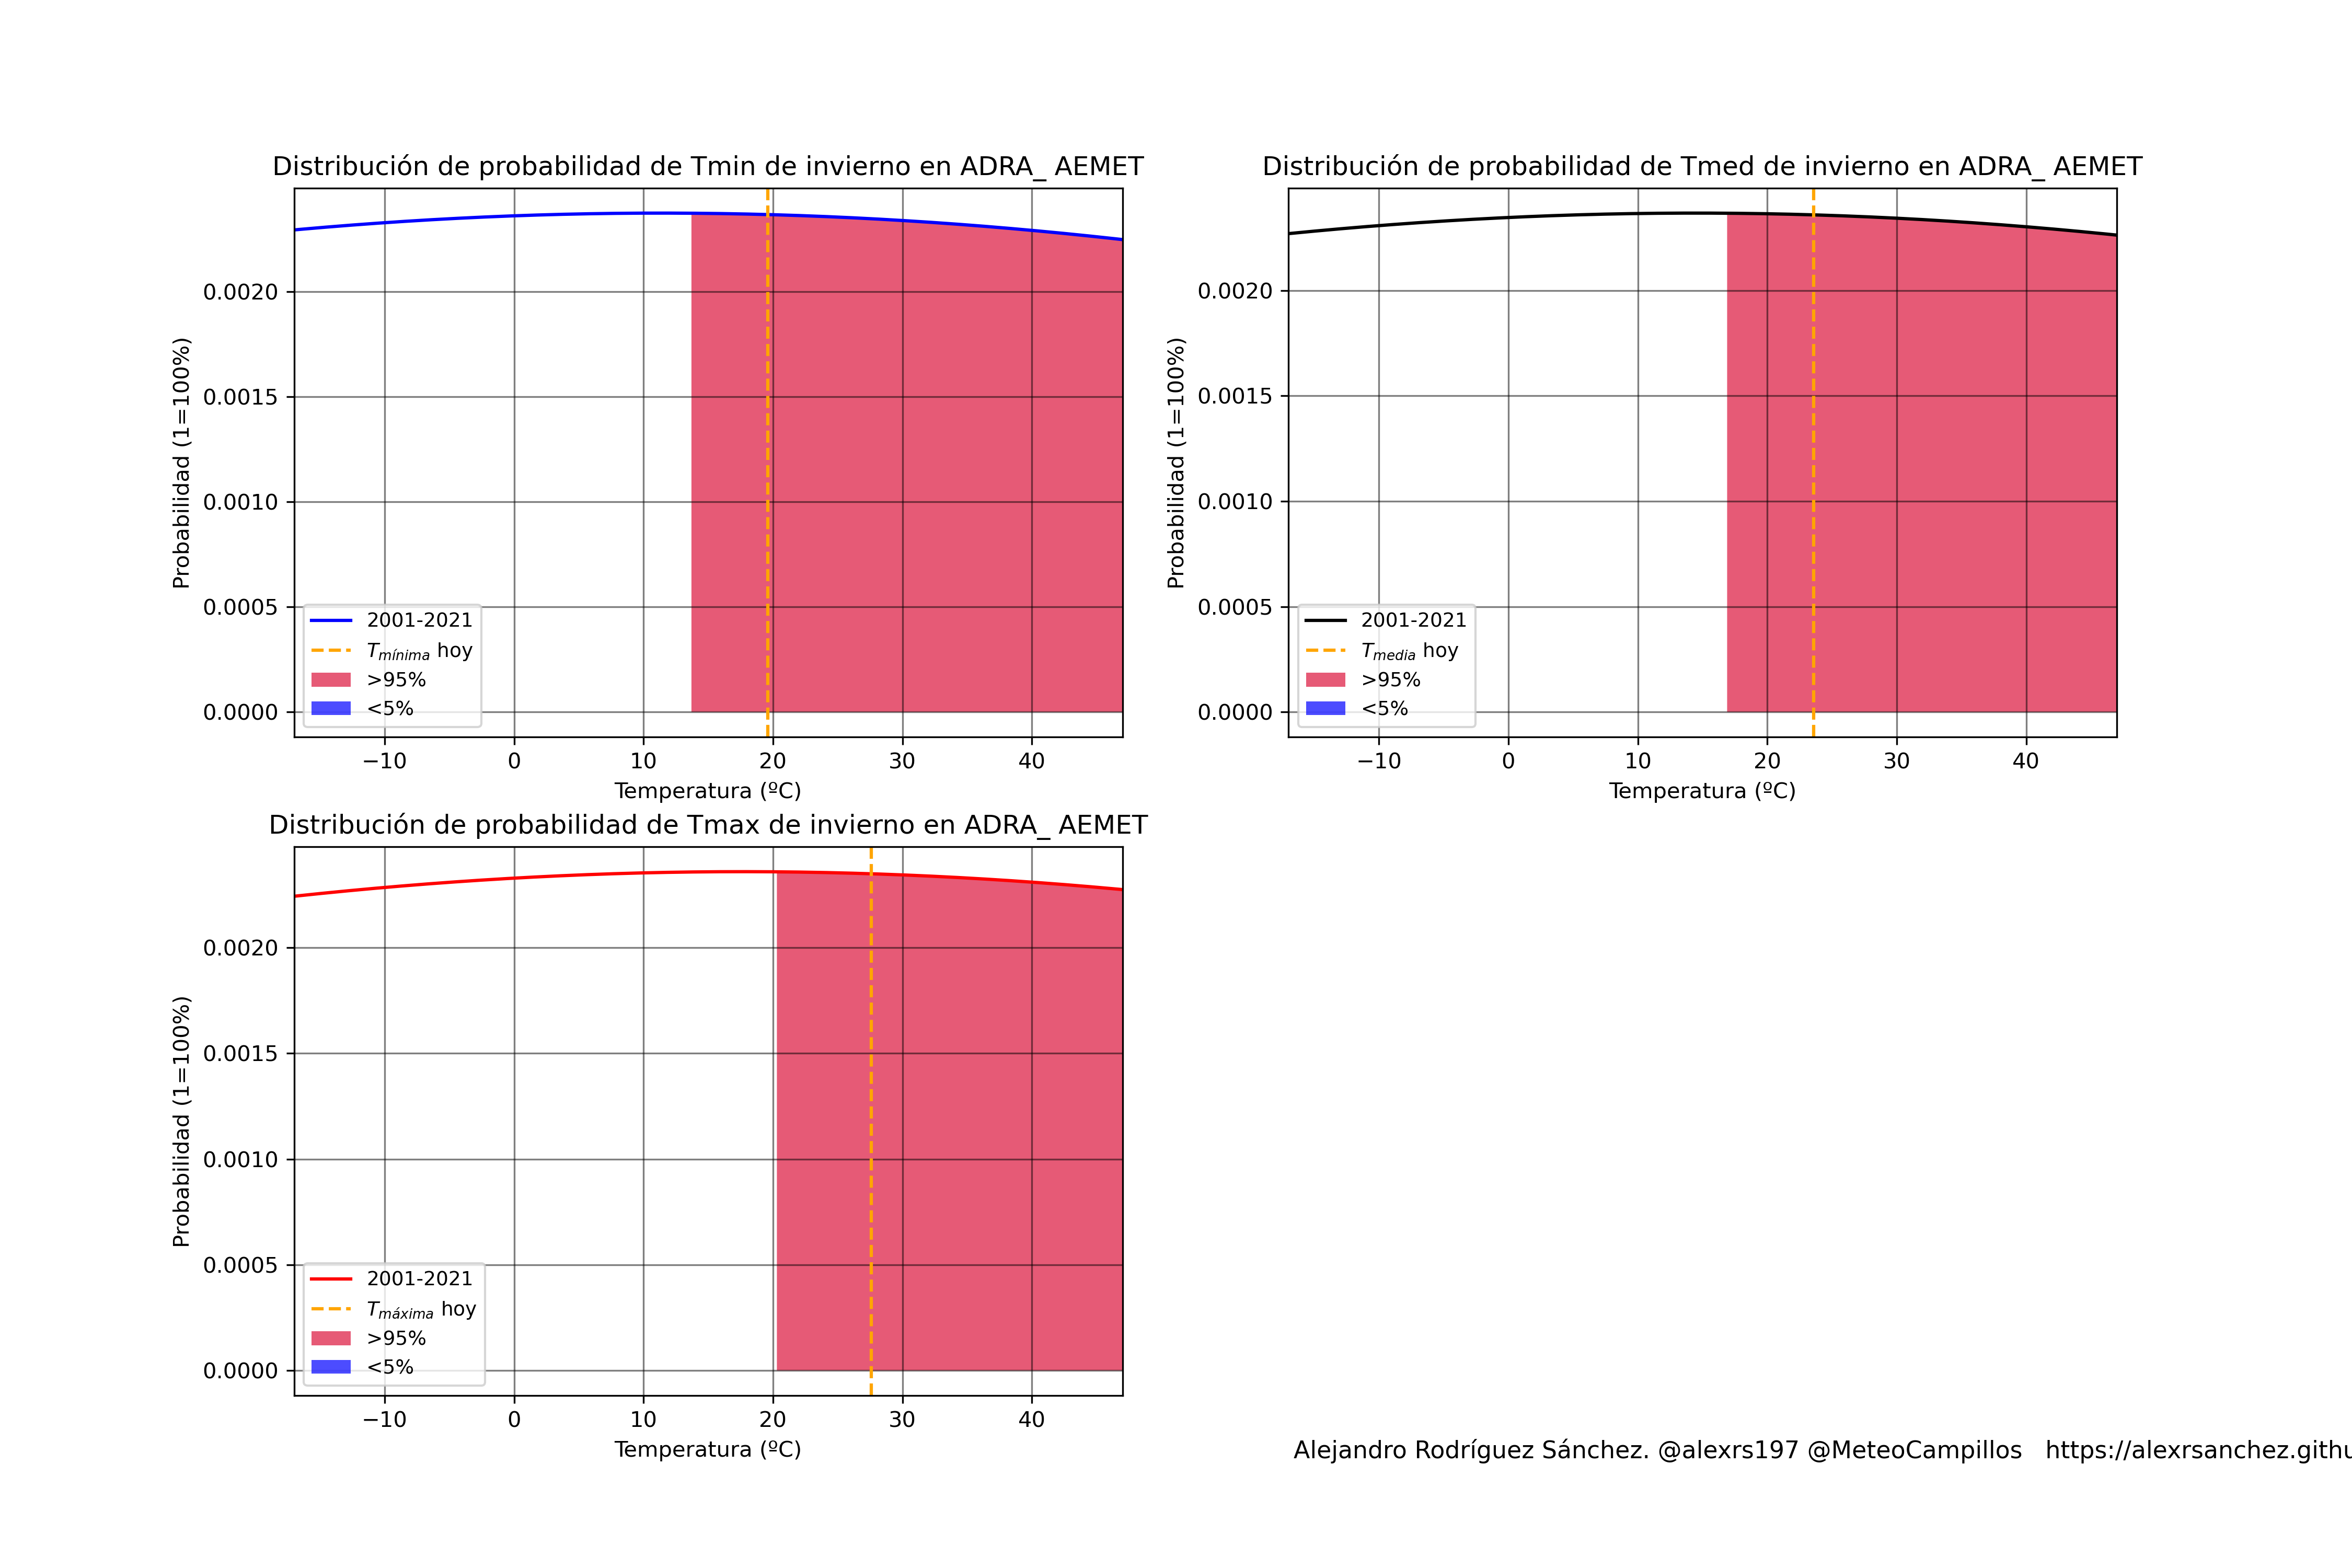 Distribución de probabilidad de Tmin de invierno en ADRA_ AEMET
Probabilidad (1=100%)
0.0020
0.0015
0.0010
0.0005
0.0000
2001-2021
Tmínima hoy
>95%
<5%
−10 0 10 20 30 40
Temperatura (ºC)
Distribución de probabilidad de Tmed de invierno en ADRA_ AEMET
Probabilidad (1=100%)
0.0020
0.0015
0.0010
0.0005
0.0000
2001-2021
Tmedia hoy
>95%
<5%
−10 0 10 20 30 40
Temperatura (ºC)
Distribución de probabilidad de Tmax de invierno en ADRA_ AEMET
Probabilidad (1=100%)
0.0020
0.0015
0.0010
0.0005
0.0000
2001-2021
Tmáxima hoy
>95%
<5%
−10 0 10 20 30 40
Temperatura (ºC)
Alejandro Rodríguez Sánchez. @alexrs197 @MeteoCampillos https://alexrsanchez.githu